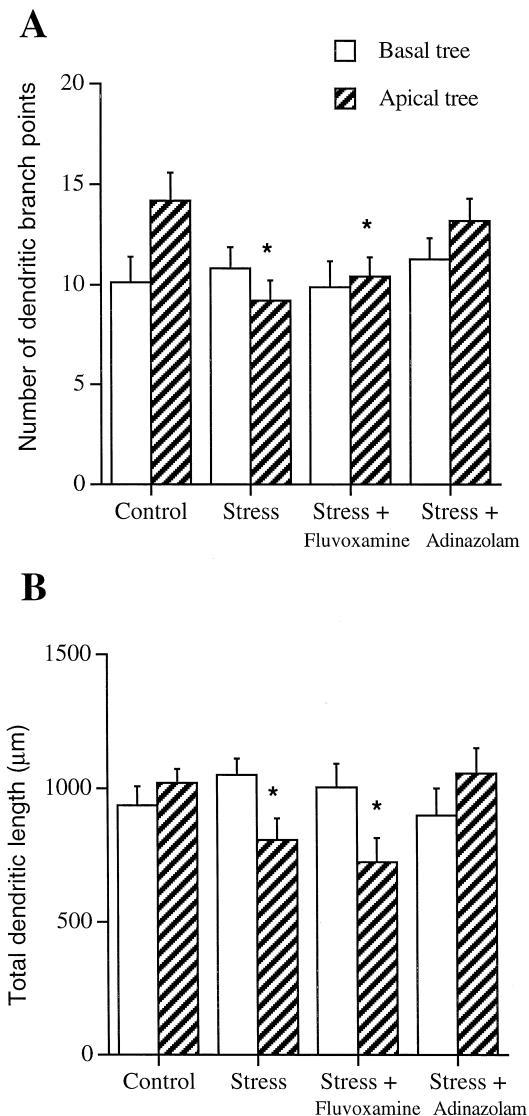 A
Basal tree
Apical tree
Number of dendritic branch points
20
15
10
5
0
*
*
Control
Stress
Stress +
Fluvoxamine
Stress +
Adinazolam
B
Total dendritic length (μm)
1500
1000
500
0
*
*
Control
Stress
Stress +
Fluvoxamine
Stress +
Adinazolam